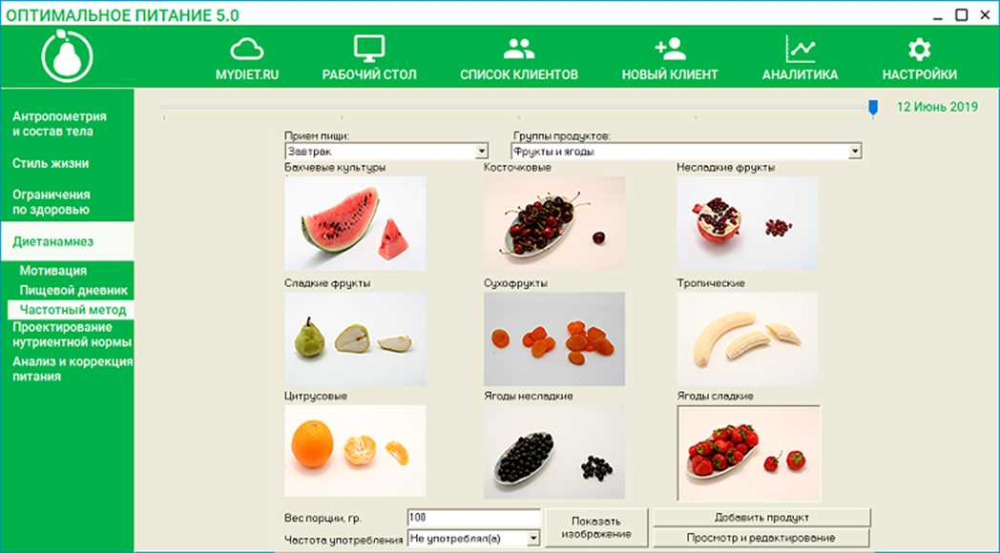 ОПТИМАЛЬНОЕ ПИТАНИЕ 5.0
MYDIET.RU
РАБОЧИЙ СТОЛ
СПИСОК КЛИЕНТОВ
НОВЫЙ КЛИЕНТ
АНАЛИТИКА
НАСТРОЙКИ
Антропометрия
и состав тела
Стиль жизни
Ограничения
по здоровью
Диетанамнез
Мотивация
Пищевой дневник
Частотный метод
Проектирование
нутриентной нормы
Анализ и коррекция
питания
12 Июнь 2019
Прием пищи:
Группы продуктов:
Завтрак
Фрукты и ягоды
Бахчевые культуры
Косточковые
Несладкие фрукты
Сладкие фрукты
Сухофрукты
Тропические
Цитрусовые
Ягоды несладкие
Ягоды сладкие
Вес порции, гр.
100
Показать
изображение
Добавить продукт
Частота употребления
Не употреблял(а)
Просмотр и редактирование